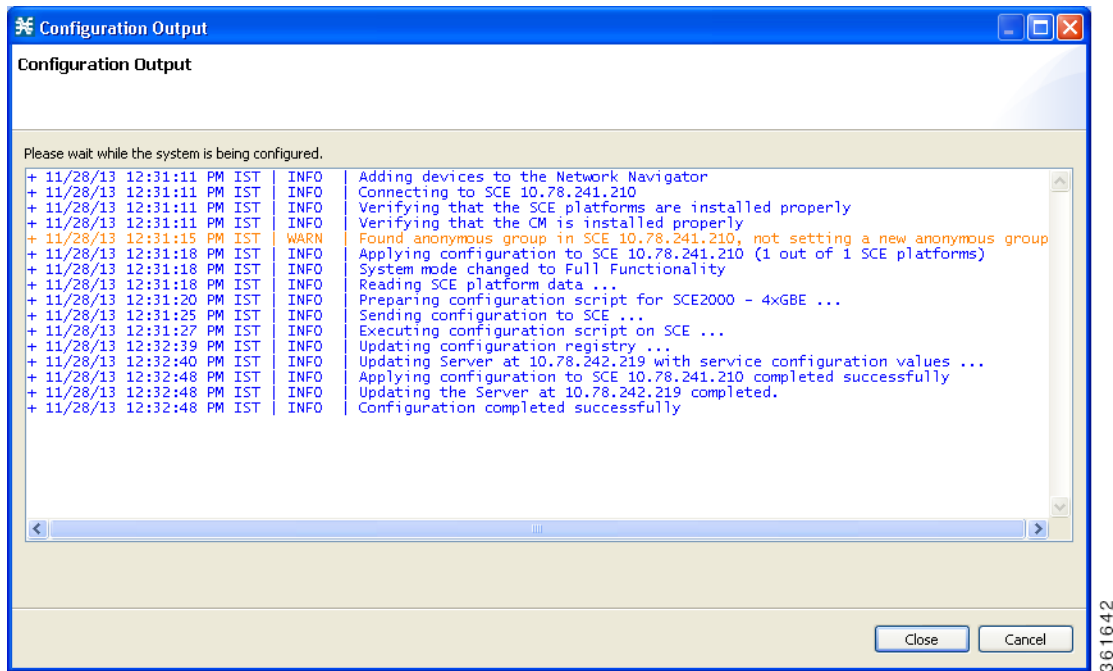 Configuration Output
Configuration Output
Please wait while the system is being configured.
+ 11/28/13 12:31:11 PM IST | INFO | Adding devices to the Network Navigator
+ 11/28/13 12:31:11 PM IST | INFO | Connecting to SCE 10.78.241.210
+ 11/28/13 12:31:11 PM IST | INFO | Verifying that the SCE platforms are installed properly
+ 11/28/13 12:31:11 PM IST | INFO | Verifying that the CM is installed properly
+ 11/28/13 12:31:15 PM IST | WARN | Found anonymous group in SCE 10.78.241.210, not setting a new anonymous group
+ 11/28/13 12:31:18 PM IST | INFO | Applying configuration to SCE 10.78.241.210 (1 out of 1 SCE platforms)
+ 11/28/13 12:31:18 PM IST | INFO | System mode changed to Full Functionality
+ 11/28/13 12:31:18 PM IST | INFO | Reading SCE platform data ...
+ 11/28/13 12:31:20 PM IST | INFO | Preparing configuration script for SCE2000 - 4xGBE ...
+ 11/28/13 12:31:25 PM IST | INFO | Sending configuration to SCE ...
+ 11/28/13 12:31:27 PM IST | INFO | Executing configuration script on SCE ...
+ 11/28/13 12:32:39 PM IST | INFO | Updating configuration registry ...
+ 11/28/13 12:32:40 PM IST | INFO | Updating Server at 10.78.242.219 with service configuration values ...
+ 11/28/13 12:32:48 PM IST | INFO | Applying configuration to SCE 10.78.241.210 completed successfully
+ 11/28/13 12:32:48 PM IST | INFO | Updating the Server at 10.78.242.219 completed.
+ 11/28/13 12:32:48 PM IST | INFO | Configuration completed successfully
Close
Cancel
361642